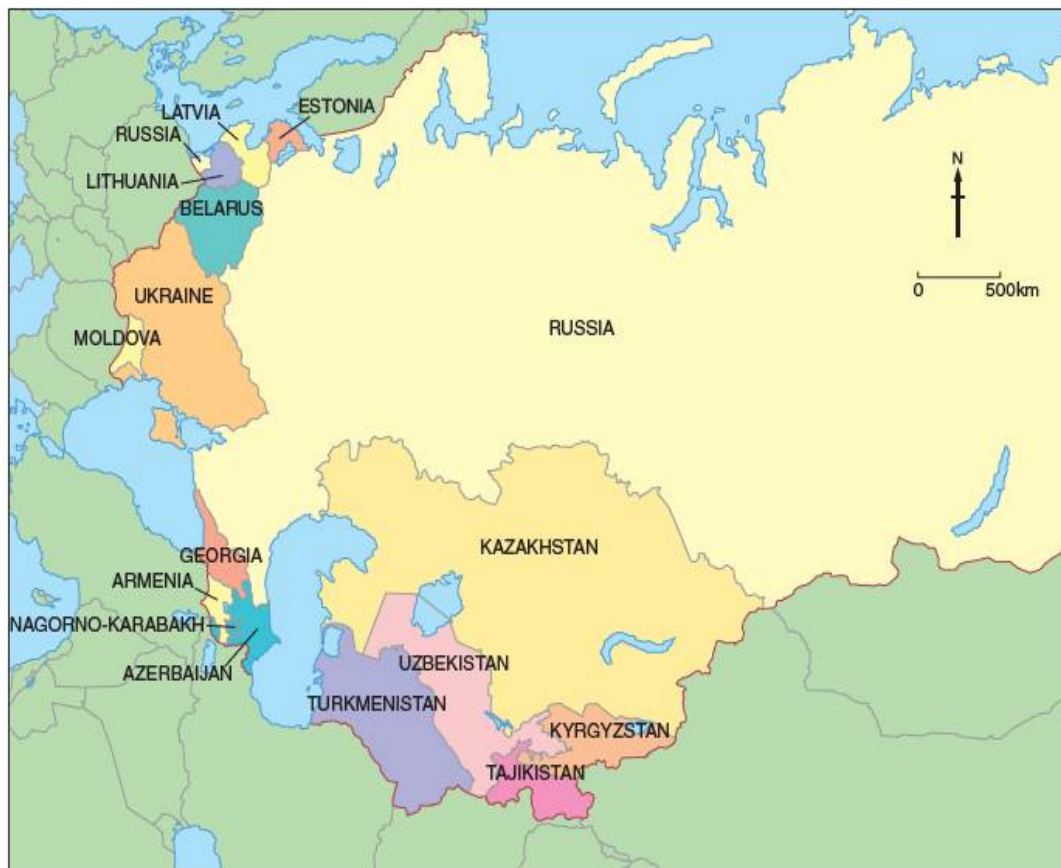 LATVIA
ESTONIA
RUSSIA
LITHUANIA
BELARUS
N
UKRAINE
0 500km
MOLDOVA
RUSSIA
GEORGIA
KAZAKHSTAN
ARMENIA
NAGORNO-KARABAKH
AZERBAIJAN
UZBEKISTAN
TURKMENISTAN
KYRGYZSTAN
TAJIKISTAN